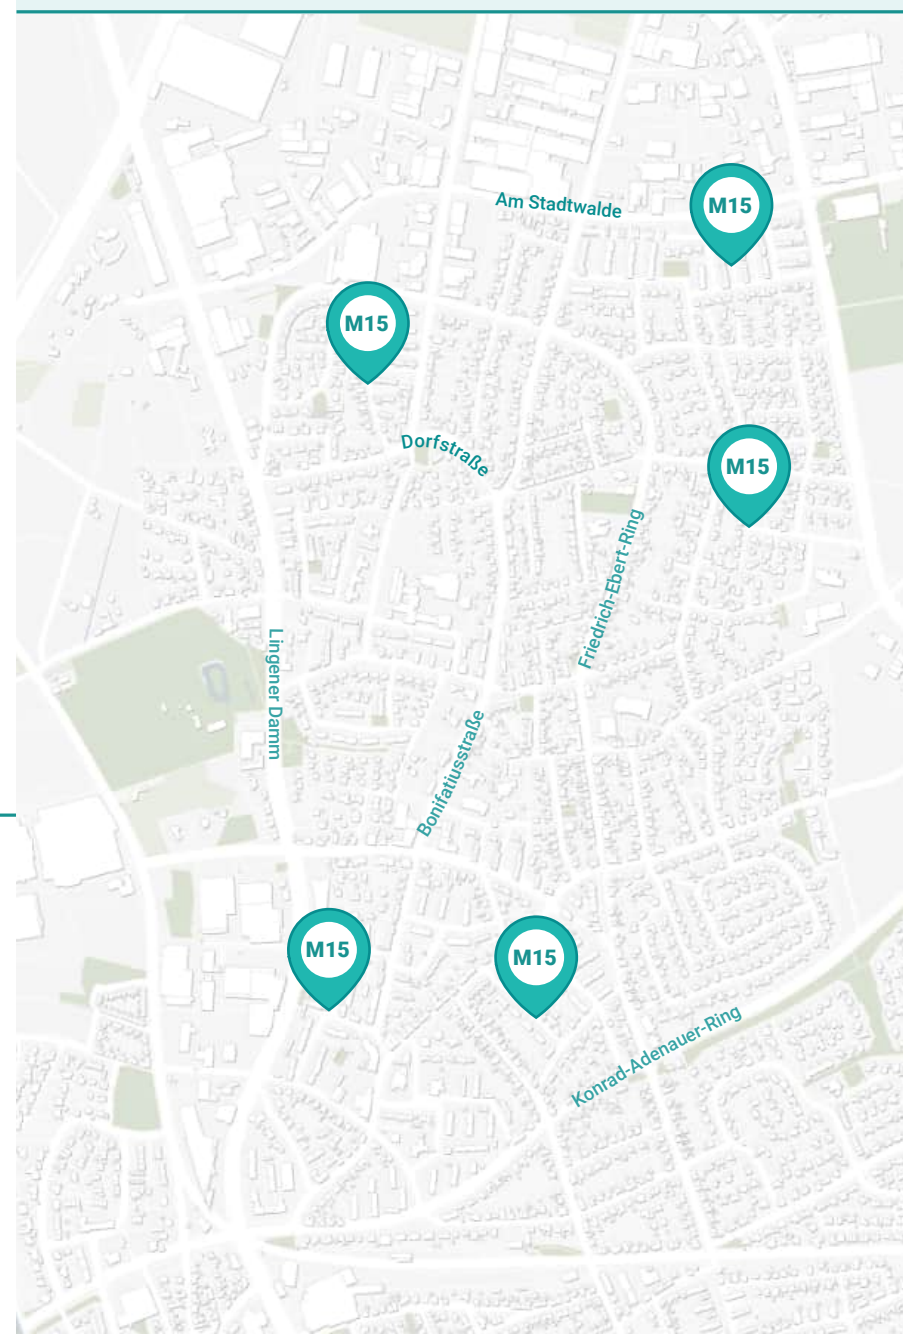 Am Stadtwalde
M15
M15
Dorfstraße
M15
Friedrich-Ebert-Ring
Lingener Damm
Bonifatiusstraße
M15
M15
Konrad-Adenauer-Ring